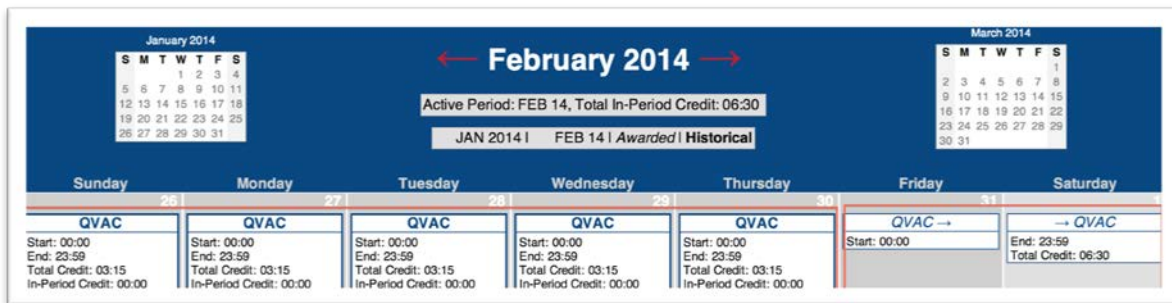 January 2014
S M T W T F S
1 2 3 4
5 6 7 8 9 10 11
12 13 14 15 16 17 18
19 20 21 22 23 24 25
26 27 28 29 30 31
← February 2014 →
Active Period: FEB 14, Total In-Period Credit: 06:30
JAN 2014 | FEB 14 | Awarded | Historical
March 2014
S M T W T F S
1
2 3 4 5 6 7 8
9 10 11 12 13 14 15
16 17 18 19 20 21 22
23 24 25 26 27 28 29
30 31
Sunday Monday Tuesday Wednesday Thursday Friday Saturday
26 27 28 29 30 31 1
QVAC
Start: 00:00
End: 23:59
Total Credit: 03:15
In-Period Credit: 00:00
QVAC
Start: 00:00
End: 23:59
Total Credit: 03:15
In-Period Credit: 00:00
QVAC
Start: 00:00
End: 23:59
Total Credit: 03:15
In-Period Credit: 00:00
QVAC
Start: 00:00
End: 23:59
Total Credit: 03:15
In-Period Credit: 00:00
QVAC
Start: 00:00
End: 23:59
Total Credit: 03:15
In-Period Credit: 00:00
QVAC →
Start: 00:00
→ QVAC
End: 23:59
Total Credit: 06:30